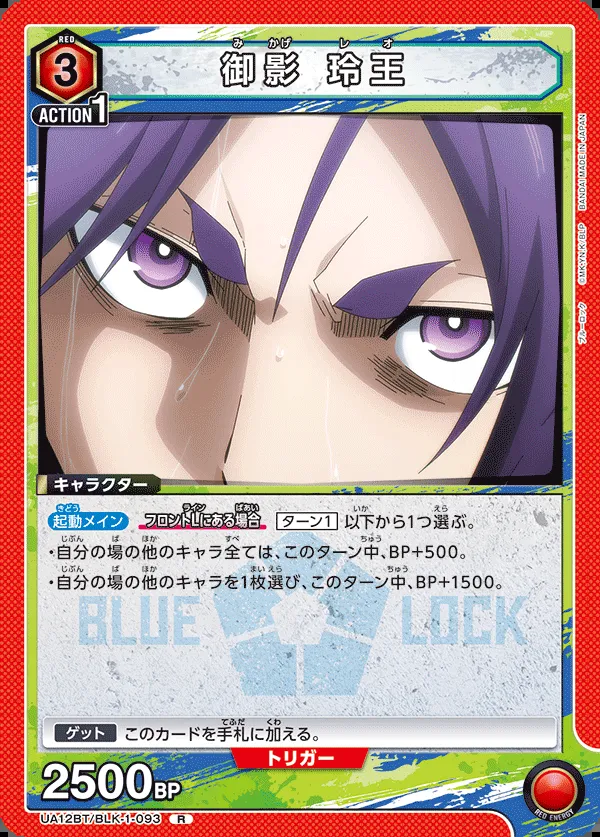 RED
3
ACTION 1
みかげ レオ
御影 玲王
BANDAI MADE IN JAPAN
©MK・YN・K/BLP
ブルーロック
キャラクター
起動メイン フロントLにある場合 ターン1 以下から1つ選ぶ。
・自分の場の他のキャラ全ては、このターン中、BP+500。
・自分の場の他のキャラを1枚選び、このターン中、BP+1500。
BLUE LOCK
ゲット このカードを手札に加える。
トリガー
2500BP
RED ENERGY
UA12BT/BLK-1-093 R